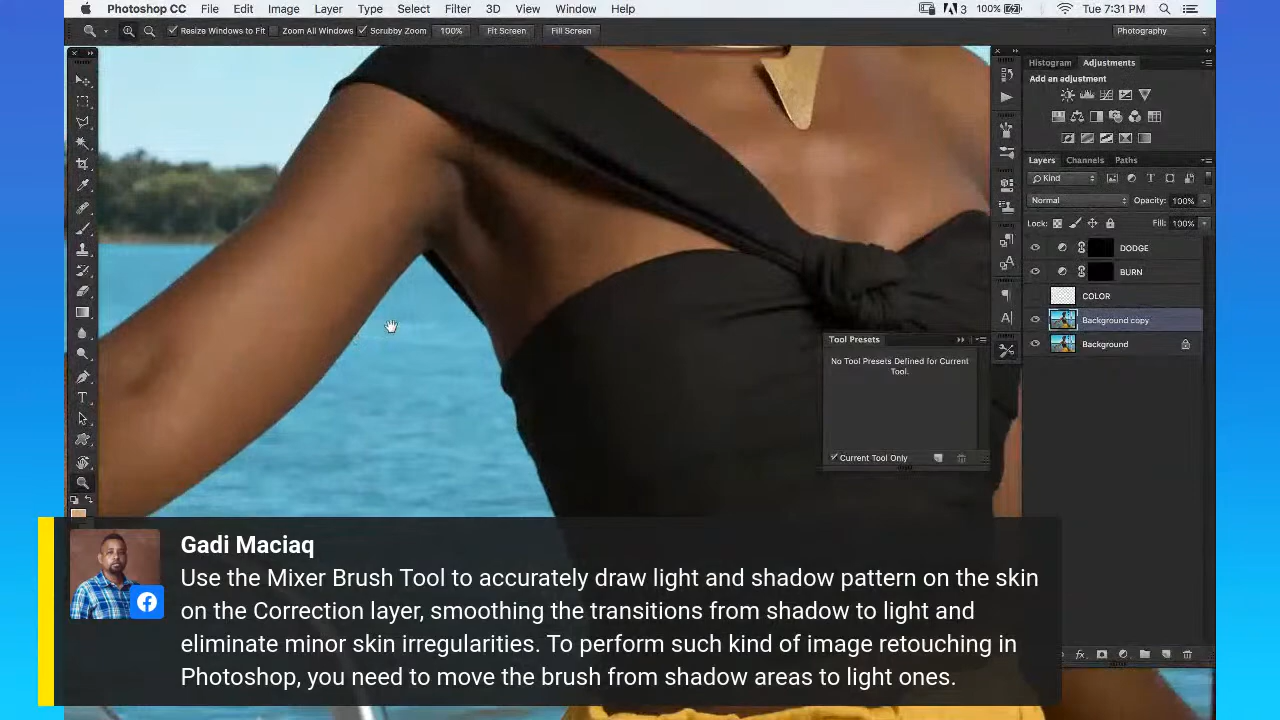 Photoshop CC File Edit Image Layer Type Select Filter 3D View Window Help 3 100% Tue 7:31 PM
Resize Windows to Fit Zoom All Windows Scrubby Zoom 100% Fit Screen Fill Screen Photography
Histogram Adjustments
Add an adjustment
Layers Channels Paths
Kind
Normal Opacity: 100%
Lock: Fill: 100%
DODGE
BURN
COLOR
Background copy
Background
Tool Presets
No Tool Presets Defined for Current
Tool.
Current Tool Only
Gadi Maciaq
Use the Mixer Brush Tool to accurately draw light and shadow pattern on the skin
on the Correction layer, smoothing the transitions from shadow to light and
eliminate minor skin irregularities. To perform such kind of image retouching in
Photoshop, you need to move the brush from shadow areas to light ones.